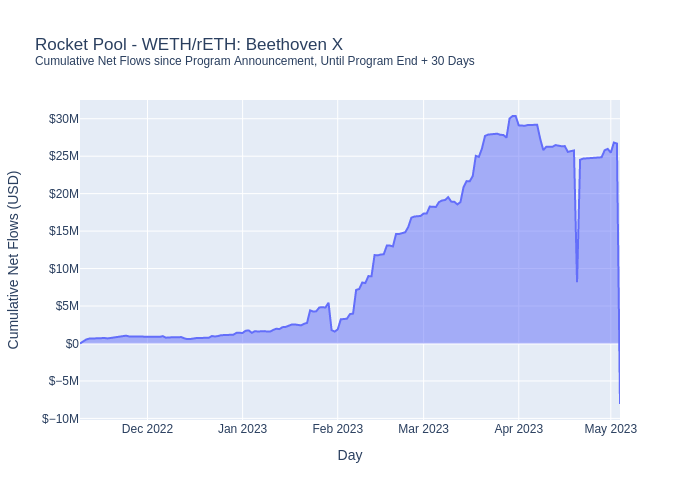 Rocket Pool - WETH/rETH: Beethoven X
Cumulative Net Flows since Program Announcement, Until Program End + 30 Days
Cumulative Net Flows (USD)
$30M
$25M
$20M
$15M
$10M
$5M
$0
$−5M
$−10M
Dec 2022 Jan 2023 Feb 2023 Mar 2023 Apr 2023 May 2023
Day